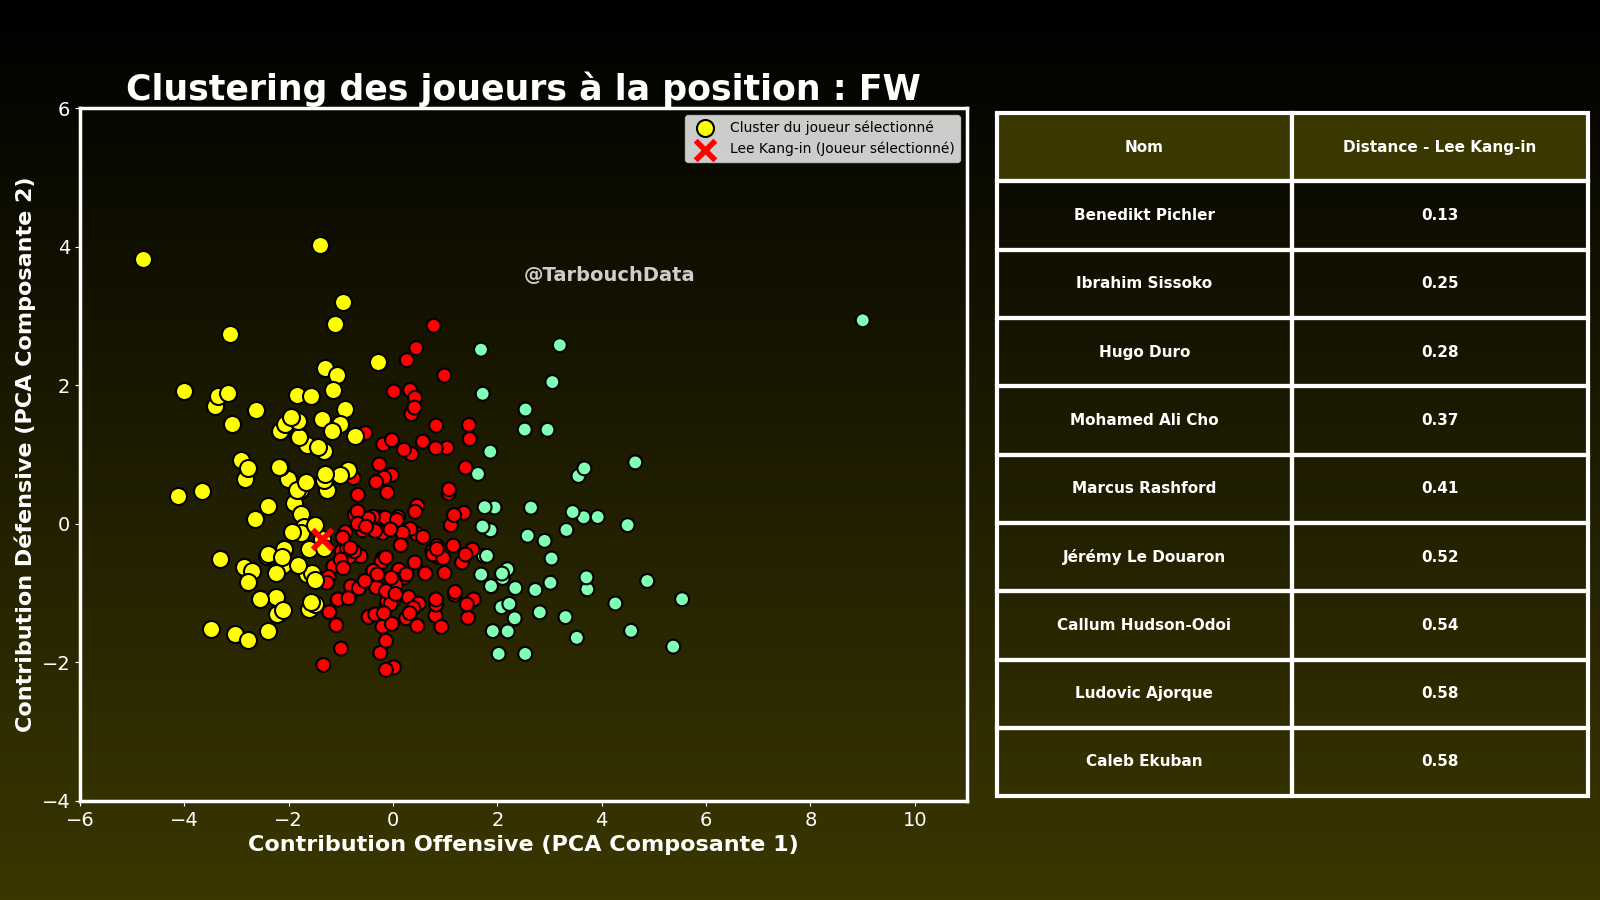 Clustering des joueurs à la position : FW
Cluster du joueur sélectionné
Lee Kang-in (Joueur sélectionné)
@TarbouchData
6
4
2
0
−2
−4
Contribution Défensive (PCA Composante 2)
−6 −4 −2 0 2 4 6 8 10
Contribution Offensive (PCA Composante 1)
Nom Distance - Lee Kang-in
Benedikt Pichler 0.13
Ibrahim Sissoko 0.25
Hugo Duro 0.28
Mohamed Ali Cho 0.37
Marcus Rashford 0.41
Jérémy Le Douaron 0.52
Callum Hudson-Odoi 0.54
Ludovic Ajorque 0.58
Caleb Ekuban 0.58